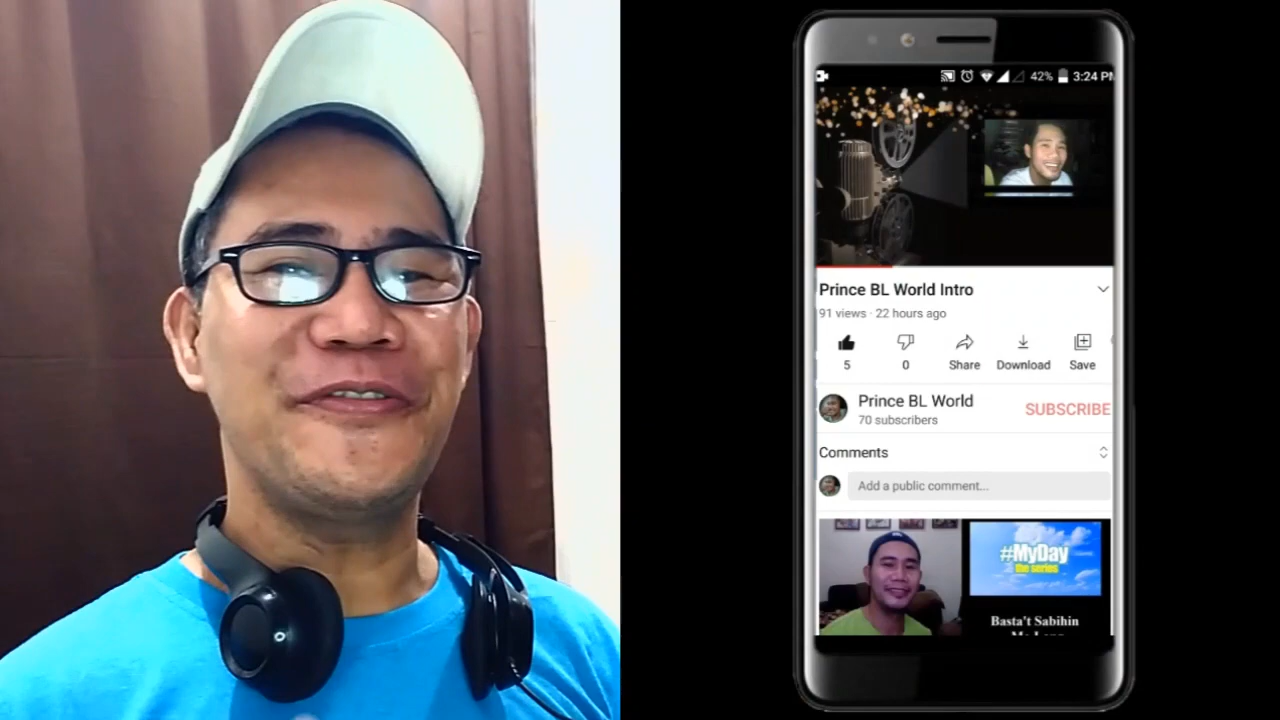 42% 3:24 PM
Prince BL World Intro
91 views · 22 hours ago
5 0 Share Download Save
Prince BL World
70 subscribers
SUBSCRIBE
Comments
Add a public comment...
#MyDay
the series
Basta't Sabihin